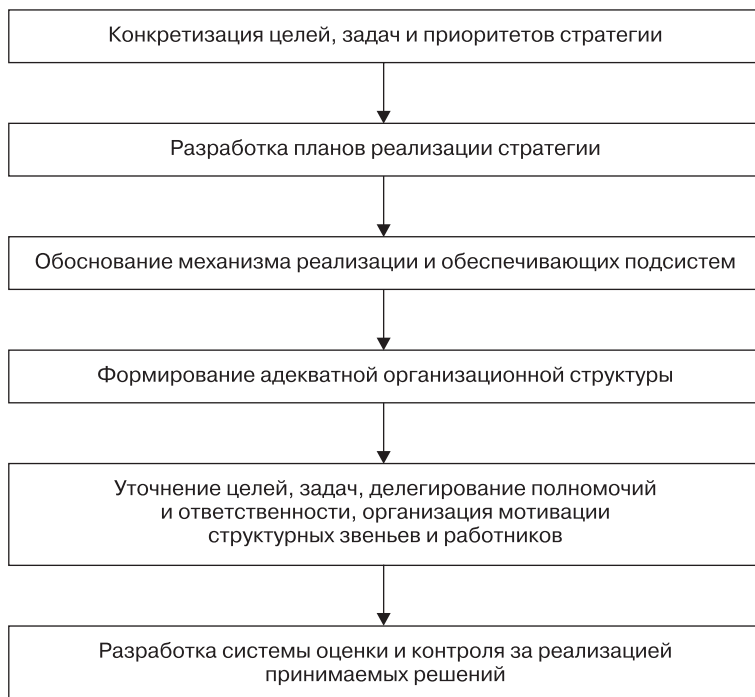 Конкретизация целей, задач и приоритетов стратегии
Разработка планов реализации стратегии
Обоснование механизма реализации и обеспечивающих подсистем
Формирование адекватной организационной структуры
Уточнение целей, задач, делегирование полномочий
и ответственности, организация мотивации
структурных звеньев и работников
Разработка системы оценки и контроля за реализацией
принимаемых решений